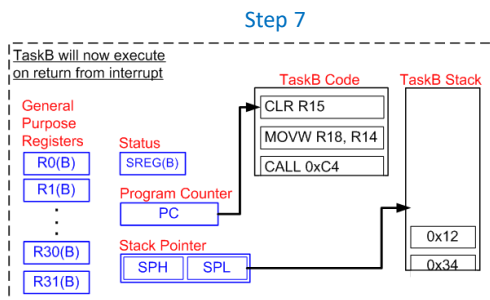 Step 7
TaskB will now execute
on return from interrupt
General
Purpose
Registers
R0(B)
R1(B)
R30(B)
R31(B)
Status
SREG(B)
Program Counter
PC
Stack Pointer
SPH SPL
TaskB Code
CLR R15
MOVW R18, R14
CALL 0xC4
TaskB Stack
0x12
0x34